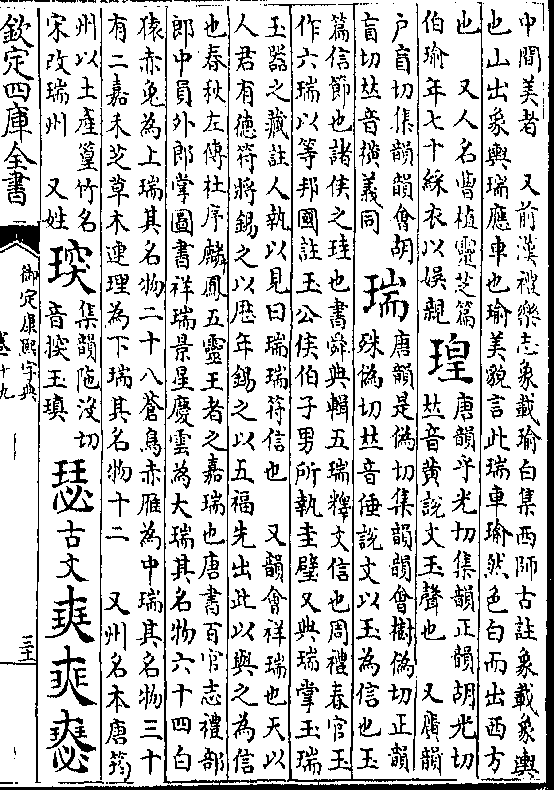 中間美者　又前漢禮樂志象載瑜白集西師古註象載象輿
也山出象輿瑞應車也瑜美貌言此瑞車瑜然色白而出西方
也　又人名曹植靈芝篇
伯瑜年七十綵衣以娛親
瑝
唐韻乎光切集韻正韻胡光切
𠀤音黄說文玉聲也　又廣韻
戶盲切集韻韻會胡
盲切𠀤音橫義同
瑞
唐韻是偽切集韻韻會樹偽切正韻
殊偽切𠀤音倕說文以玉為信也玉
篇信節也諸侯之珪也書舜典輯五瑞釋文信也周禮春官玉
作六瑞以等邦國註玉公侯伯子男所執圭璧又典瑞掌玉瑞
玉器之藏註人執以見曰瑞瑞符信也　又韻會祥瑞也天以
人君有德符將錫之以厯年錫之以五福先出此以與之為信
也春秋左傳杜序麟鳳五靈王者之嘉瑞也唐書百官志禮部
郎中員外郎掌圖書祥瑞景星慶雲為大瑞其名物六十四白
猿赤兔為上瑞其名物二十八蒼烏赤雁為中瑞其名物三十
有二嘉禾芝草木連理為下瑞其名物十二　又州名本唐筠
州以土產篁竹名
宋改瑞州　又姓
㻠
集韻陁没切
音揬玉瑱
瑟
古文
欽定四庫全書
御定康熙字典
卷十九